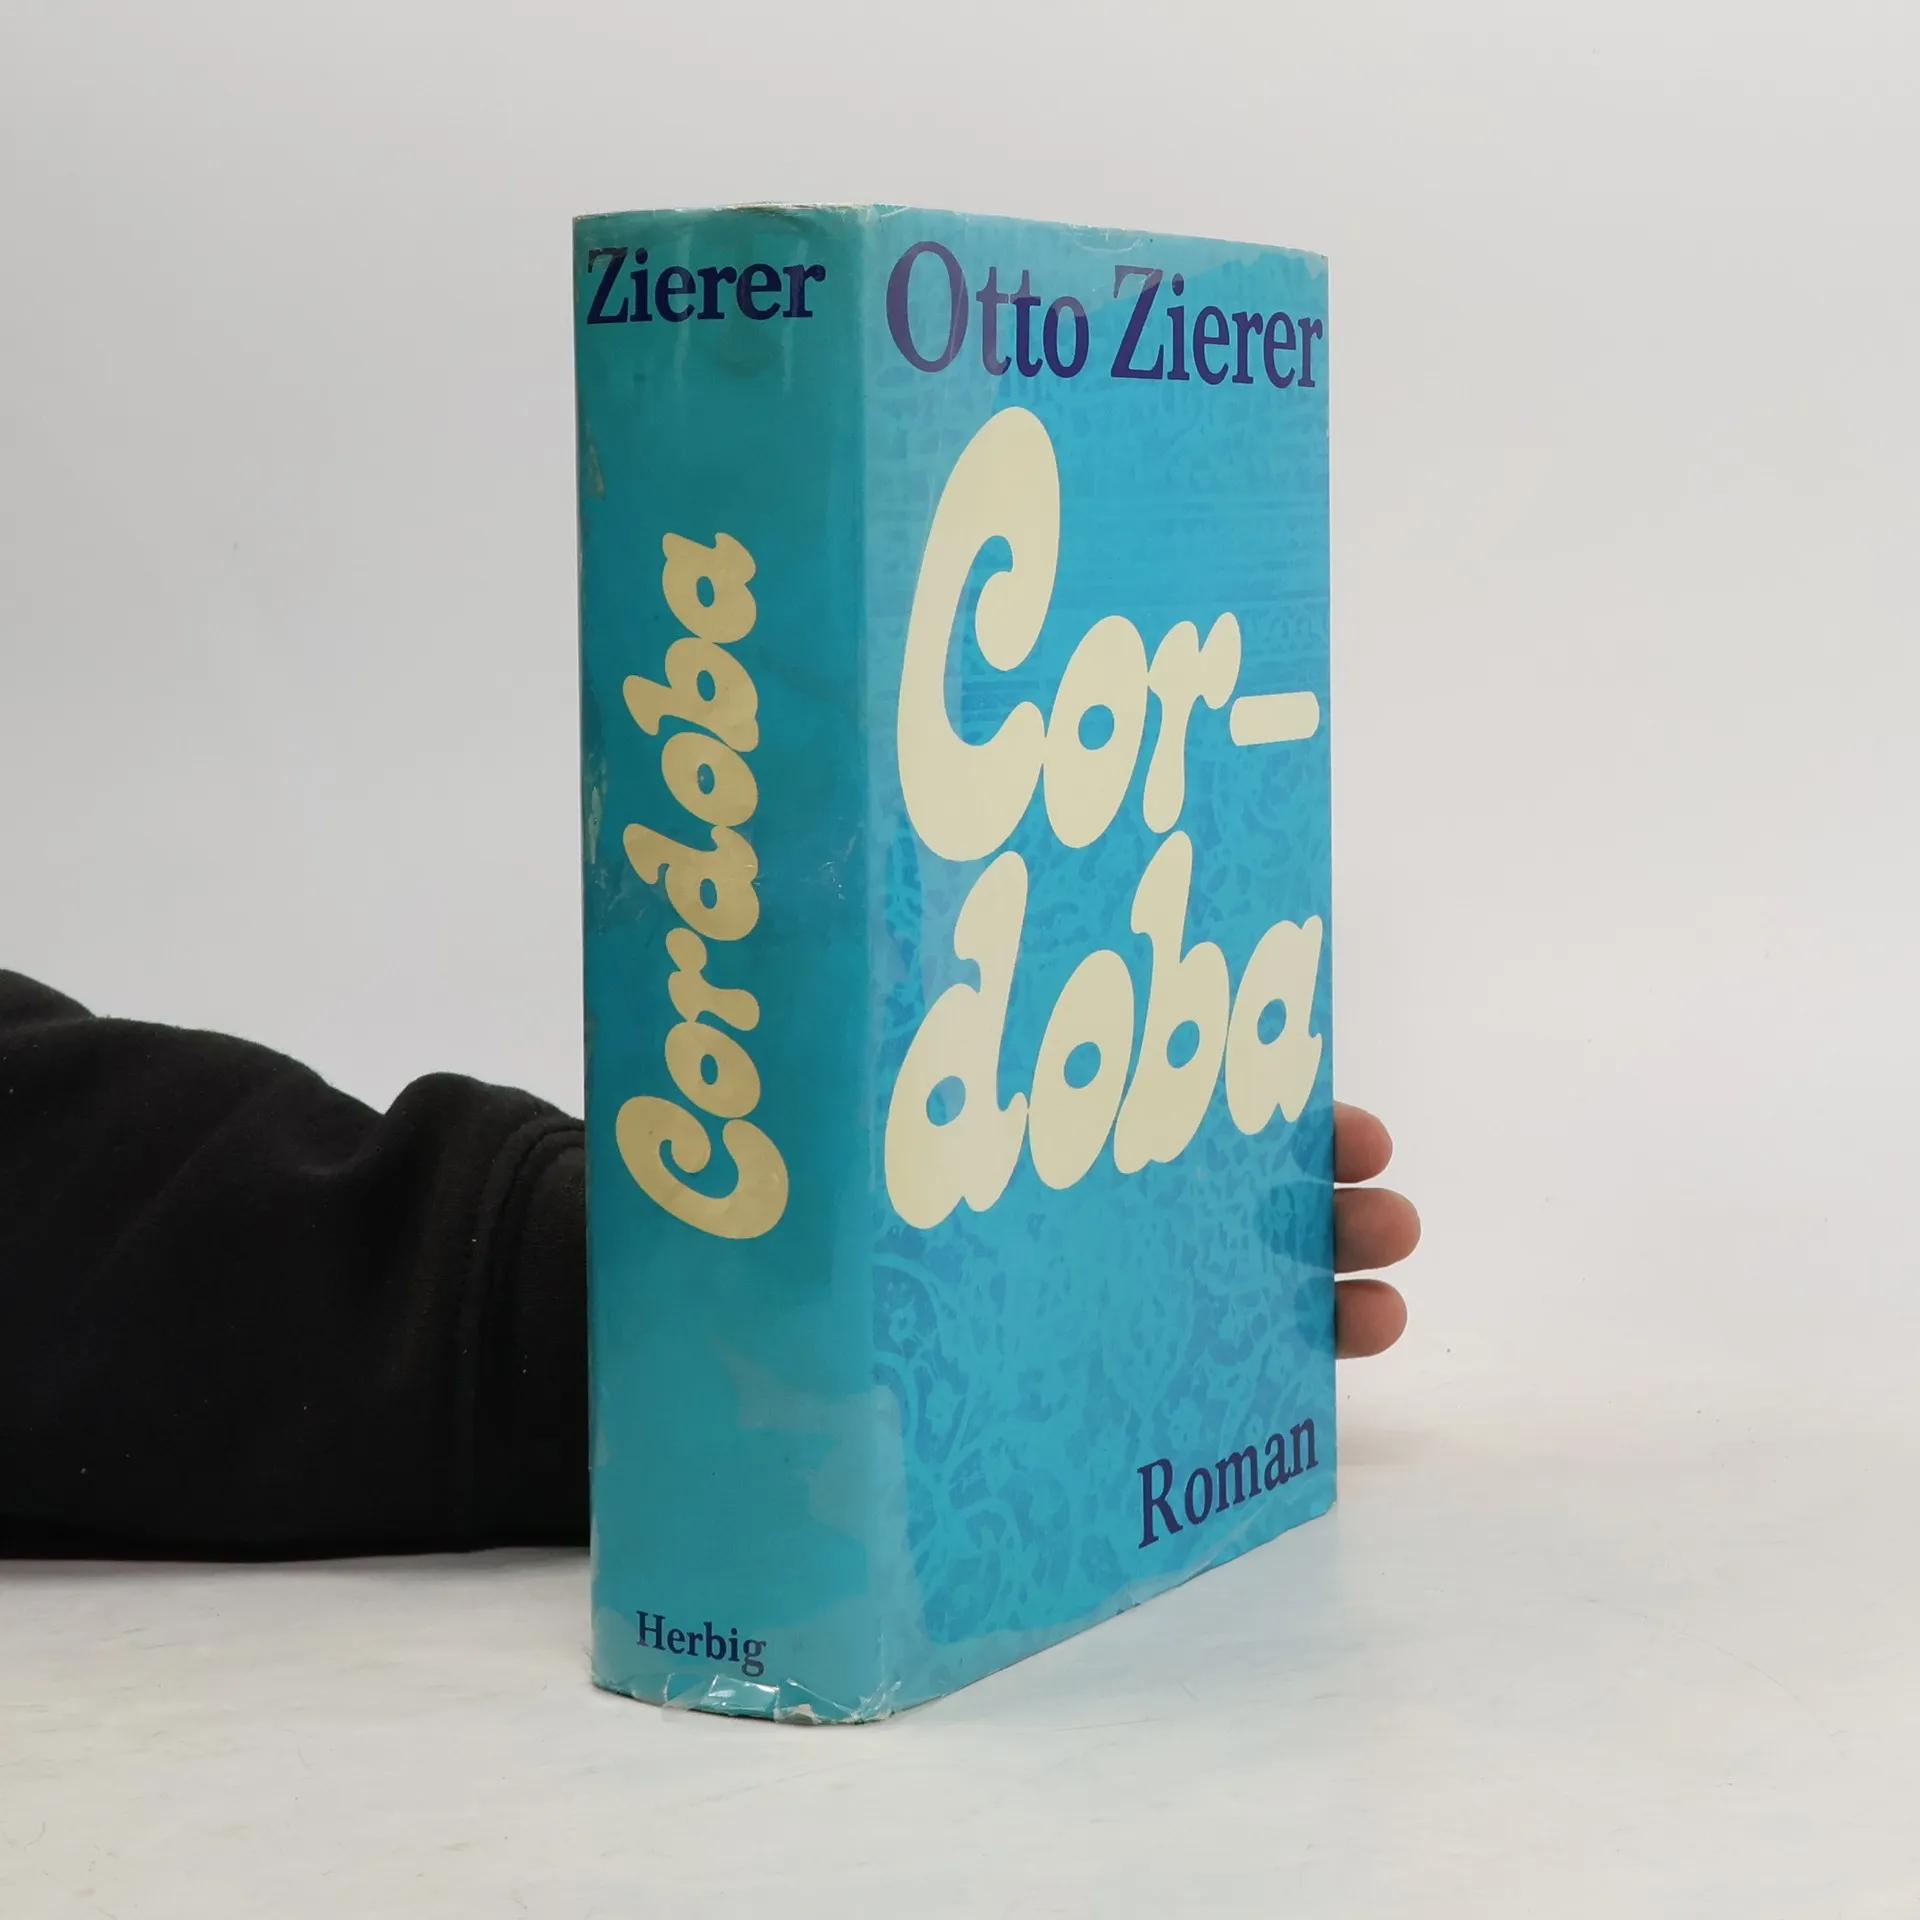 Zierer
Cordoba
Herbig
Otto Zierer
Cor-
doba
Roman